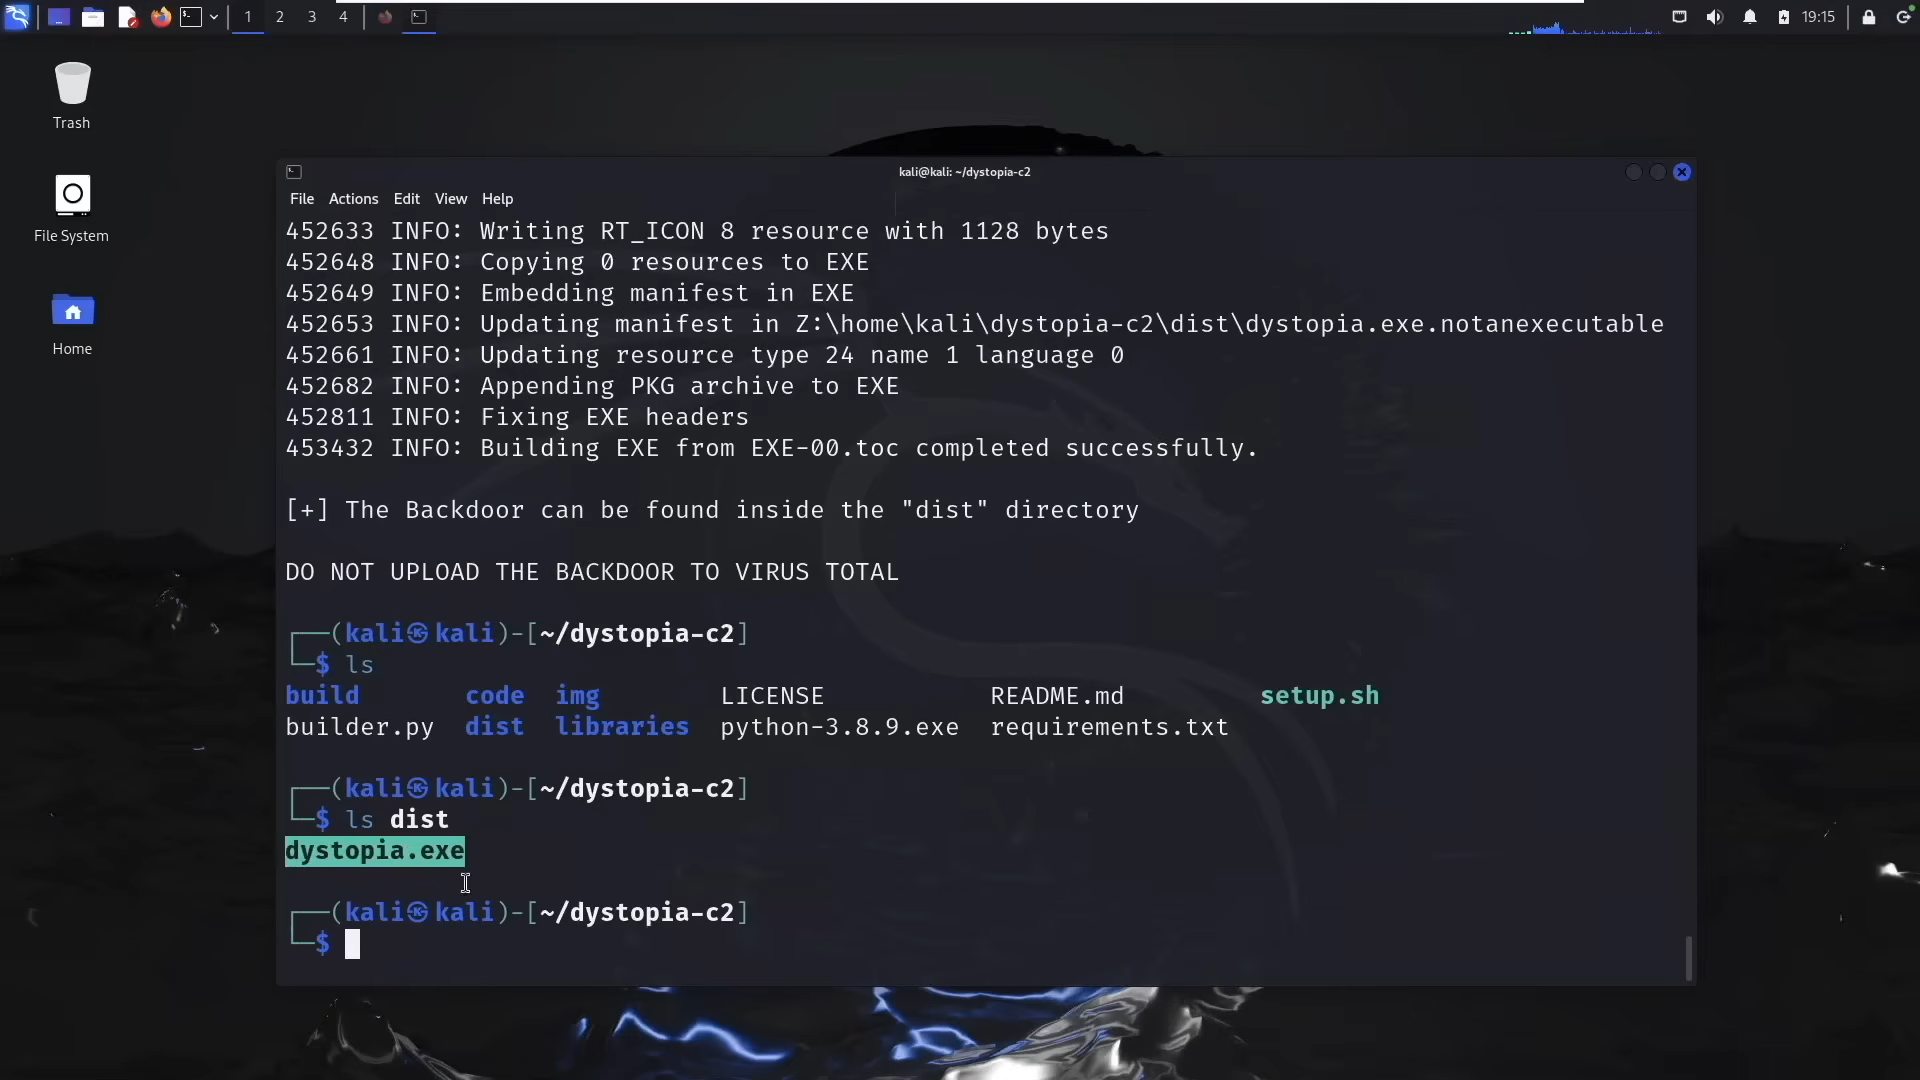 1 2 3 4
19:15
Trash
File System
Home
kali@kali: ~/dystopia-c2
File Actions Edit View Help
452633 INFO: Writing RT_ICON 8 resource with 1128 bytes
452648 INFO: Copying 0 resources to EXE
452649 INFO: Embedding manifest in EXE
452653 INFO: Updating manifest in Z:\home\kali\dystopia-c2\dist\dystopia.exe.notanexecutable
452661 INFO: Updating resource type 24 name 1 language 0
452682 INFO: Appending PKG archive to EXE
452811 INFO: Fixing EXE headers
453432 INFO: Building EXE from EXE-00.toc completed successfully.
[+] The Backdoor can be found inside the "dist" directory
DO NOT UPLOAD THE BACKDOOR TO VIRUS TOTAL
┌──(kali㉿kali)-[~/dystopia-c2]
└─$ ls
build code img LICENSE README.md setup.sh
builder.py dist libraries python-3.8.9.exe requirements.txt
┌──(kali㉿kali)-[~/dystopia-c2]
└─$ ls dist
dystopia.exe
┌──(kali㉿kali)-[~/dystopia-c2]
└─$